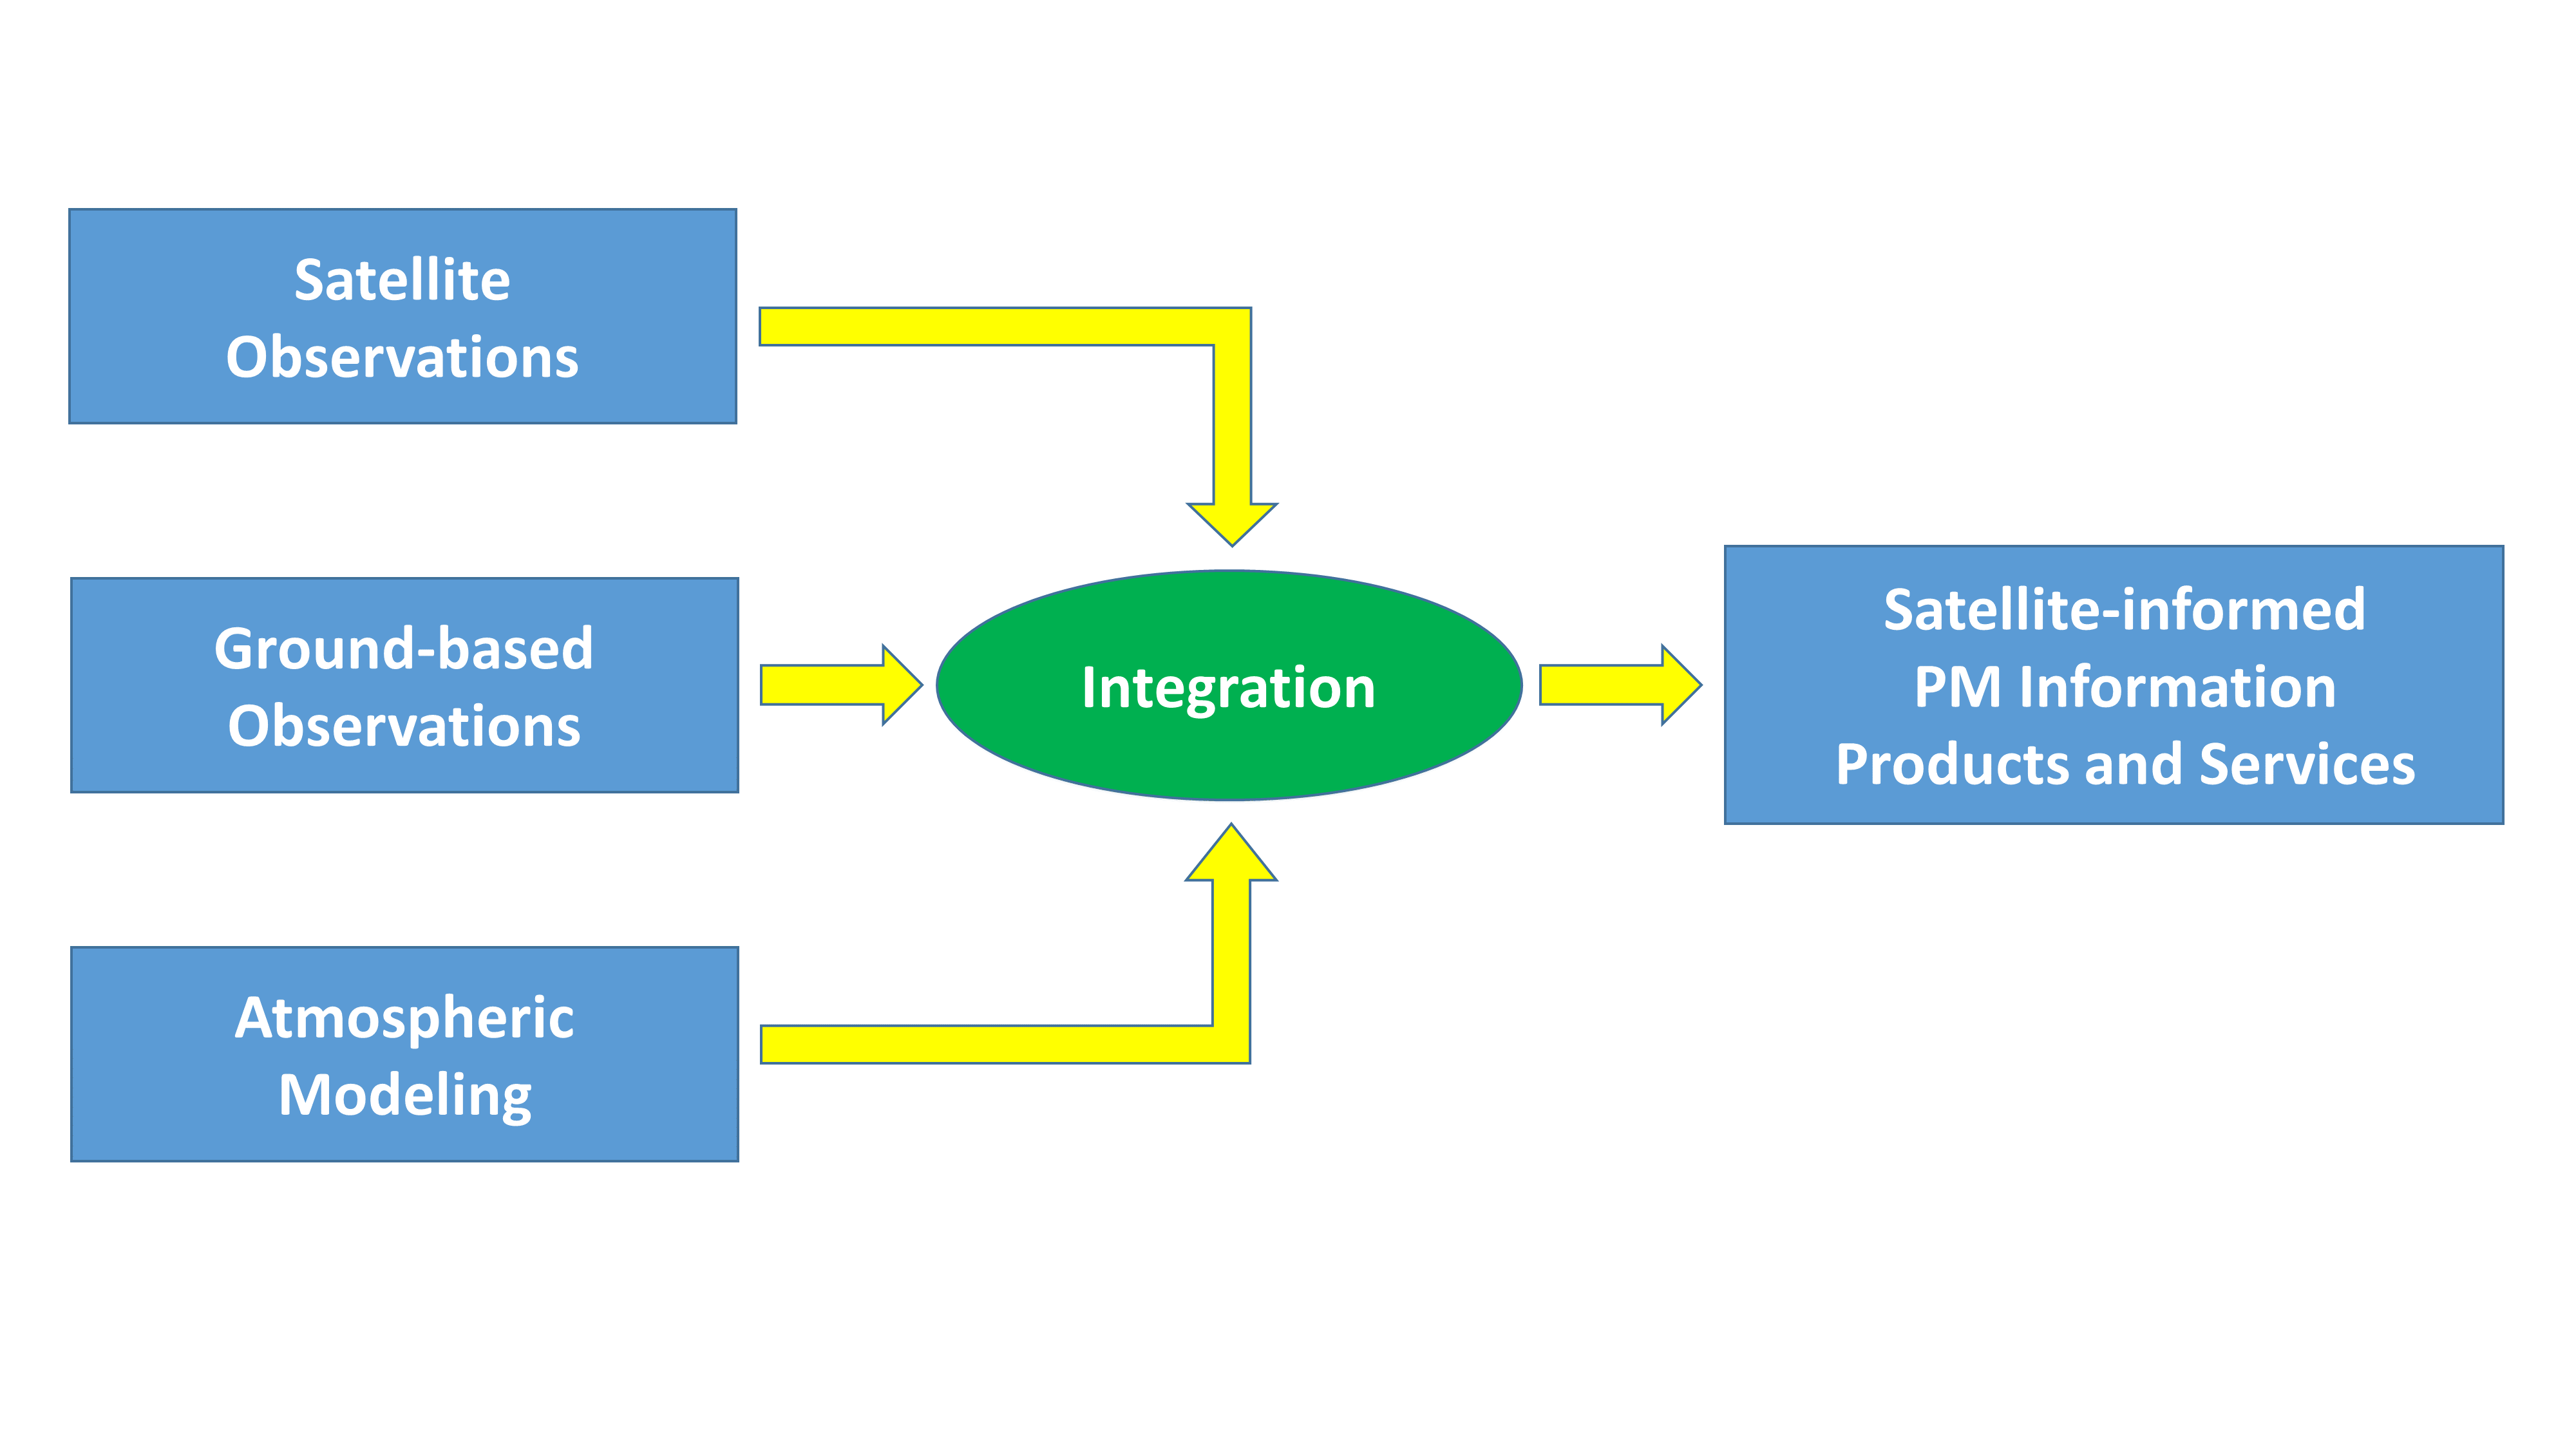 Satellite
Observations
Ground-based
Observations
Atmospheric
Modeling
Integration
Satellite-informed
PM Information
Products and Services